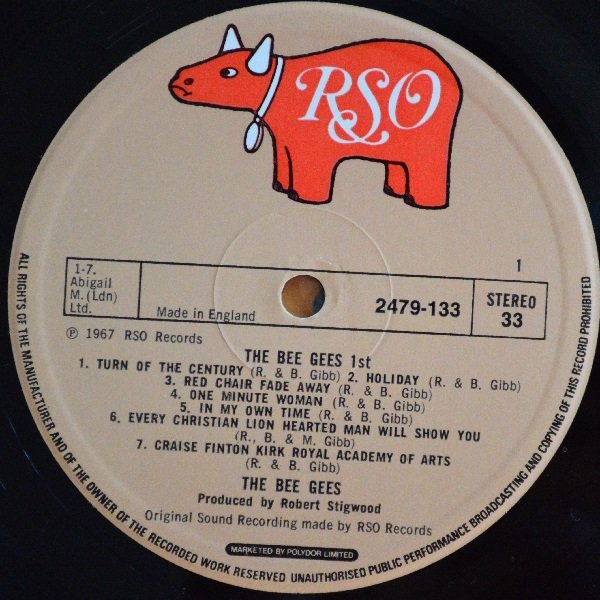 RSO
1
1-7.
Abigail
M. (Ldn)
Ltd.
Made in England
2479-133
STEREO
33
℗ 1967 RSO Records
THE BEE GEES 1st
1. TURN OF THE CENTURY (R. & B. Gibb) 2. HOLIDAY (R. & B. Gibb)
3. RED CHAIR FADE AWAY (R. & B. Gibb)
4. ONE MINUTE WOMAN (R. & B. Gibb)
5. IN MY OWN TIME (R. & B. Gibb)
6. EVERY CHRISTIAN LION HEARTED MAN WILL SHOW YOU
(R., B. & M. Gibb)
7. CRAISE FINTON KIRK ROYAL ACADEMY OF ARTS
(R. & B. Gibb)
THE BEE GEES
Produced by Robert Stigwood
Original Sound Recording made by RSO Records
MARKETED BY POLYDOR LIMITED
ALL RIGHTS OF THE MANUFACTURER AND OF THE OWNER OF THE RECORDED WORK RESERVED UNAUTHORISED PUBLIC PERFORMANCE BROADCASTING AND COPYING OF THIS RECORD PROHIBITED